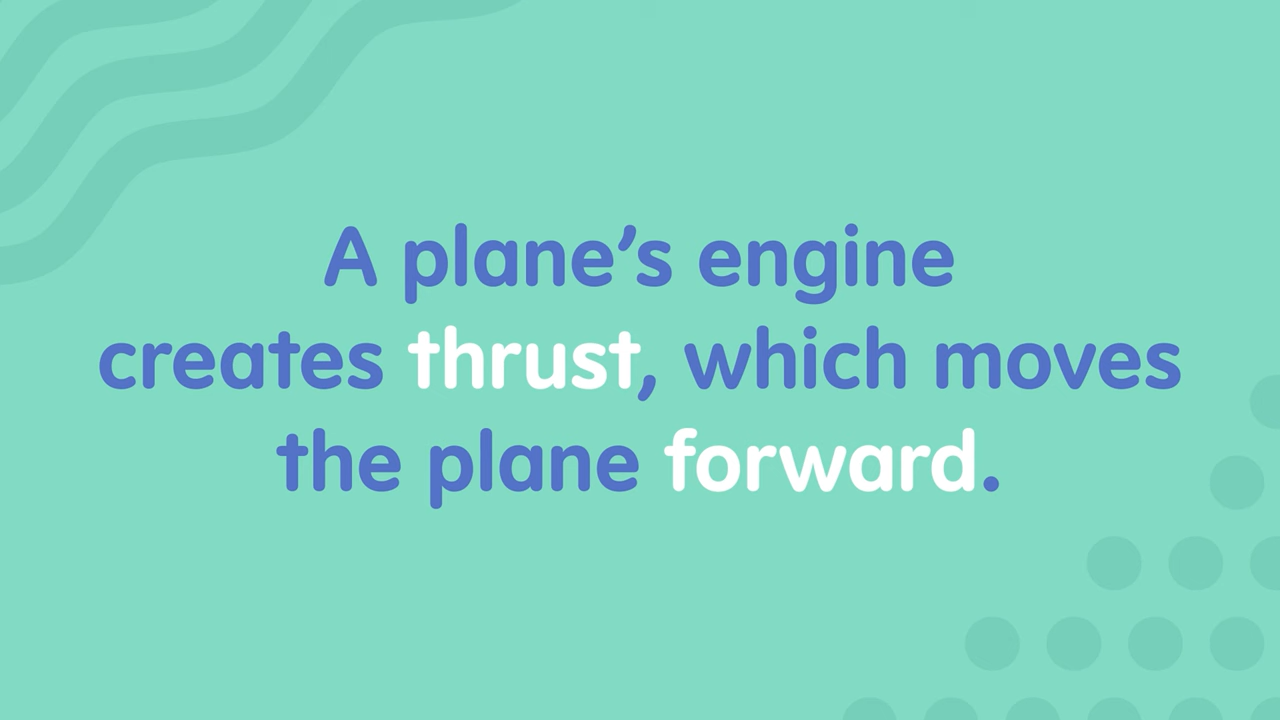 A plane’s engine
creates thrust, which moves
the plane forward.